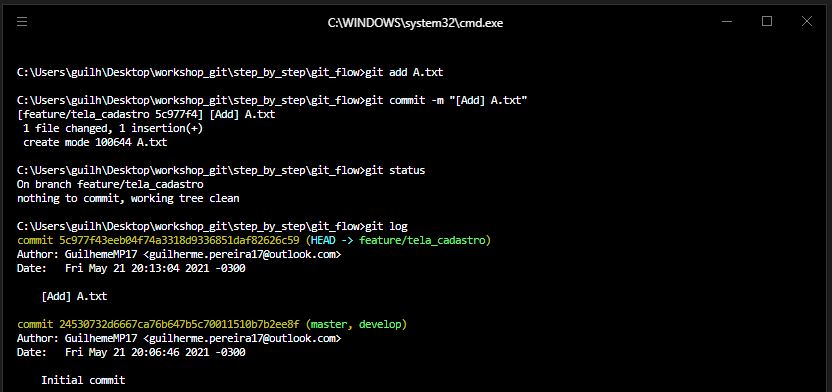 C:\WINDOWS\system32\cmd.exe
C:\Users\guilh\Desktop\workshop_git\step_by_step\git_flow>git add A.txt
C:\Users\guilh\Desktop\workshop_git\step_by_step\git_flow>git commit -m "[Add] A.txt"
[feature/tela_cadastro 5c977f4] [Add] A.txt
 1 file changed, 1 insertion(+)
 create mode 100644 A.txt
C:\Users\guilh\Desktop\workshop_git\step_by_step\git_flow>git status
On branch feature/tela_cadastro
nothing to commit, working tree clean
C:\Users\guilh\Desktop\workshop_git\step_by_step\git_flow>git log
commit 5c977f43eeb04f74a3318d9336851daf82626c59 (HEAD -> feature/tela_cadastro)
Author: GuilhemeMP17 <guilherme.pereira17@outlook.com>
Date:   Fri May 21 20:13:04 2021 -0300
    [Add] A.txt
commit 24530732d6667ca76b647b5c70011510b7b2ee8f (master, develop)
Author: GuilhemeMP17 <guilherme.pereira17@outlook.com>
Date:   Fri May 21 20:06:46 2021 -0300
    Initial commit